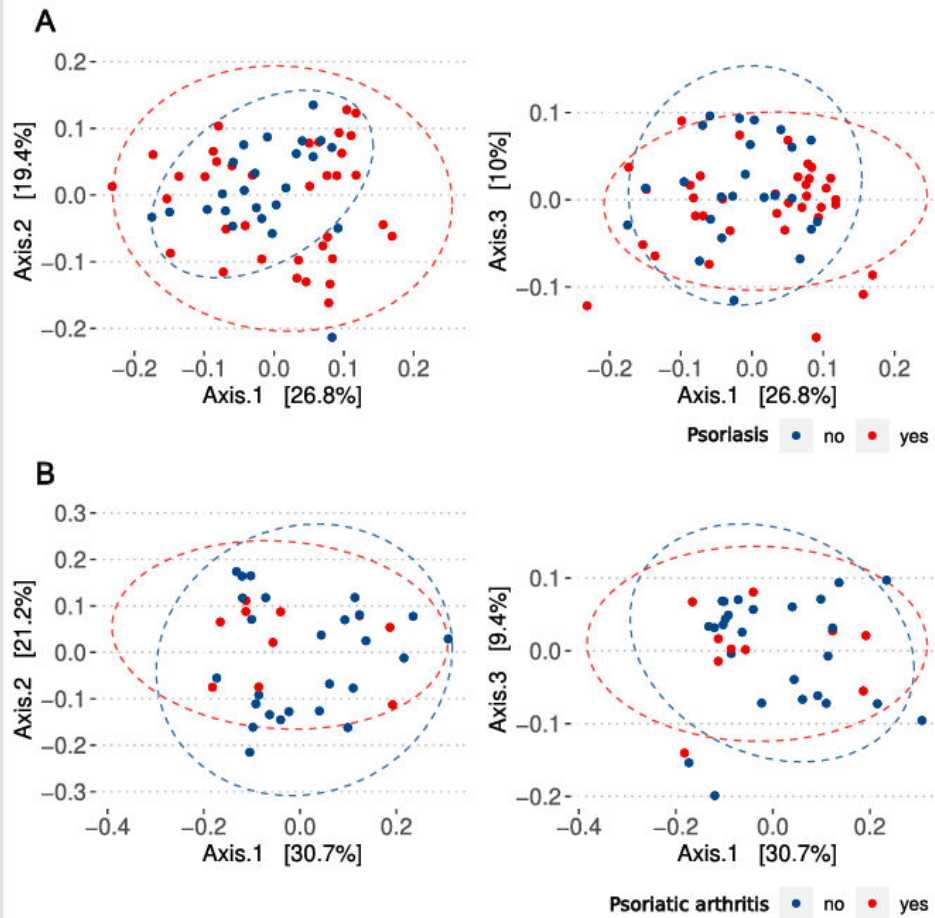 A
0.2
0.1
0.0
−0.1
−0.2
Axis.2 [19.4%]
−0.2 −0.1 0.0 0.1 0.2
Axis.1 [26.8%]
0.1
0.0
−0.1
Axis.3 [10%]
−0.2 −0.1 0.0 0.1 0.2
Axis.1 [26.8%]
Psoriasis no yes
B
0.3
0.2
0.1
0.0
−0.1
−0.2
−0.3
Axis.2 [21.2%]
−0.4 −0.2 0.0 0.2
Axis.1 [30.7%]
0.1
0.0
−0.1
−0.2
Axis.3 [9.4%]
−0.4 −0.2 0.0 0.2
Axis.1 [30.7%]
Psoriatic arthritis no yes